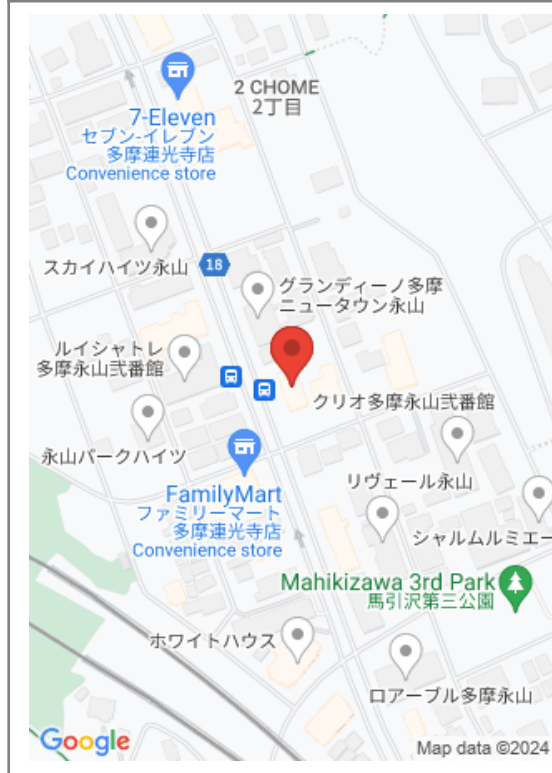 2 CHOME
2丁目
7-Eleven
セブン-イレブン
多摩連光寺店
Convenience store
スカイハイツ永山
18
グランディーノ多摩
ニュータウン永山
ルイシャトレ
多摩永山弐番館
クリオ多摩永山弐番館
永山パークハイツ
リヴェール永山
FamilyMart
ファミリーマート
多摩連光寺店
Convenience store
シャルムルミエー
Mahikizawa 3rd Park
馬引沢第三公園
ホワイトハウス
ロアーブル多摩永山
Google
Map data ©2024